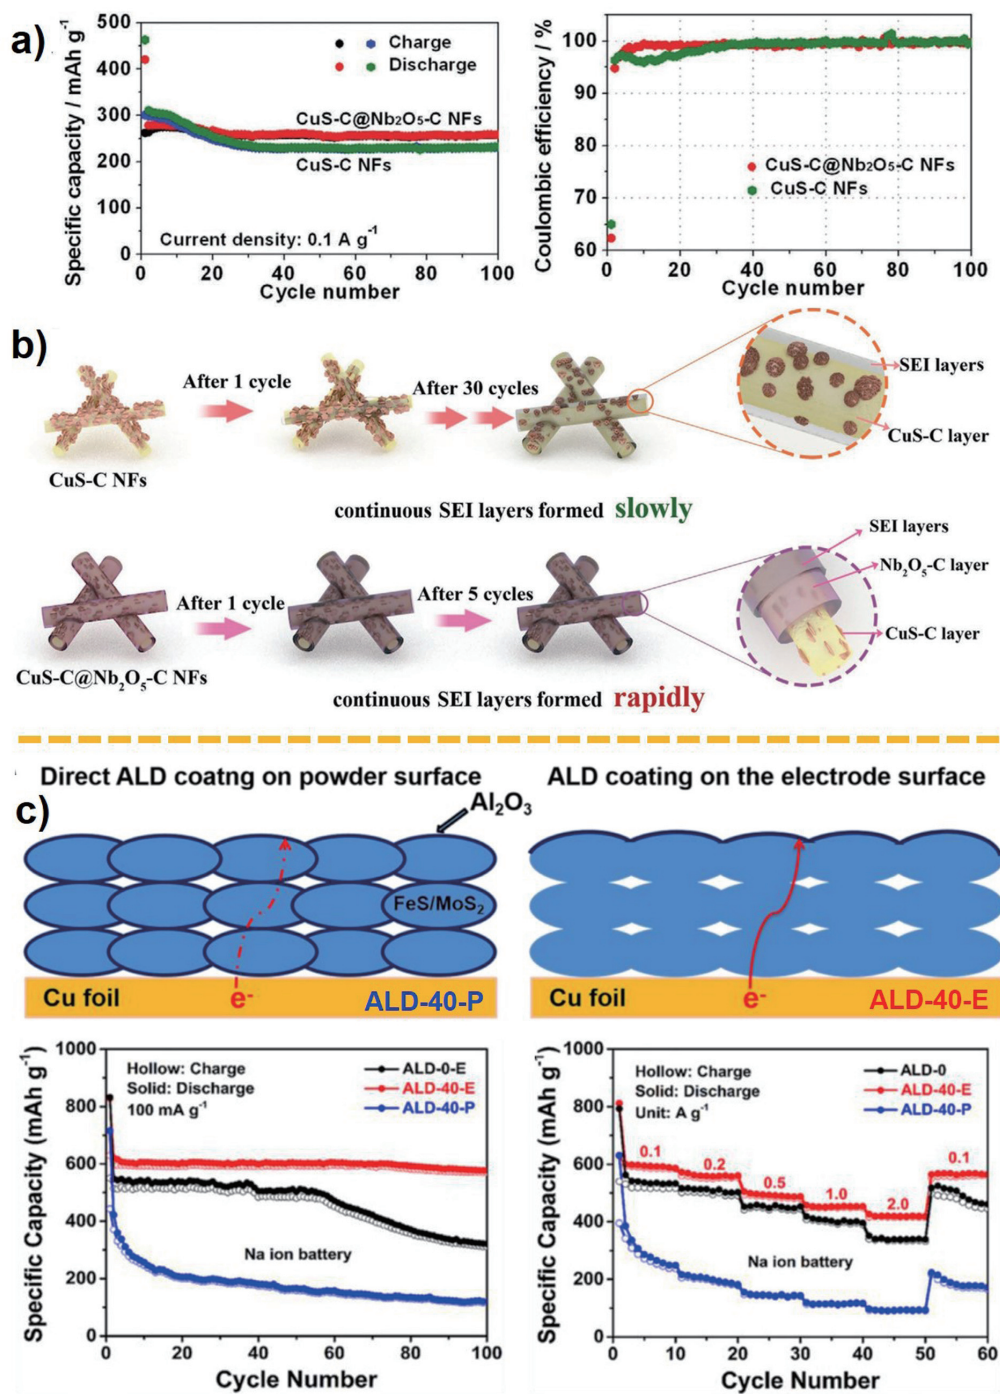 a)
Specific capacity / mAh g⁻¹
500
400
300
200
100
0
Charge
Discharge
CuS-C@Nb₂O₅-C NFs
CuS-C NFs
Current density: 0.1 A g⁻¹
0 20 40 60 80 100
Cycle number
Coulombic efficiency / %
100
90
80
70
60
CuS-C@Nb₂O₅-C NFs
CuS-C NFs
0 20 40 60 80 100
Cycle number
b)
After 1 cycle
After 30 cycles
SEI layers
CuS-C layer
CuS-C NFs
continuous SEI layers formed slowly
After 1 cycle
After 5 cycles
SEI layers
Nb₂O₅-C layer
CuS-C layer
CuS-C@Nb₂O₅-C NFs
continuous SEI layers formed rapidly
Direct ALD coatng on powder surface
ALD coating on the electrode surface
c)
Al₂O₃
FeS/MoS₂
Cu foil e⁻ ALD-40-P
Cu foil e⁻ ALD-40-E
Specific Capacity (mAh g⁻¹)
1000
800
600
400
200
0
Hollow: Charge
Solid: Discharge
100 mA g⁻¹
ALD-0-E
ALD-40-E
ALD-40-P
Na ion battery
0 20 40 60 80 100
Cycle Number
Specific Capacity (mAh g⁻¹)
1000
800
600
400
200
0
Hollow: Charge
Solid: Discharge
Unit: A g⁻¹
ALD-0
ALD-40-E
ALD-40-P
0.1 0.2 0.5 1.0 2.0 0.1
Na ion battery
0 10 20 30 40 50 60
Cycle Number